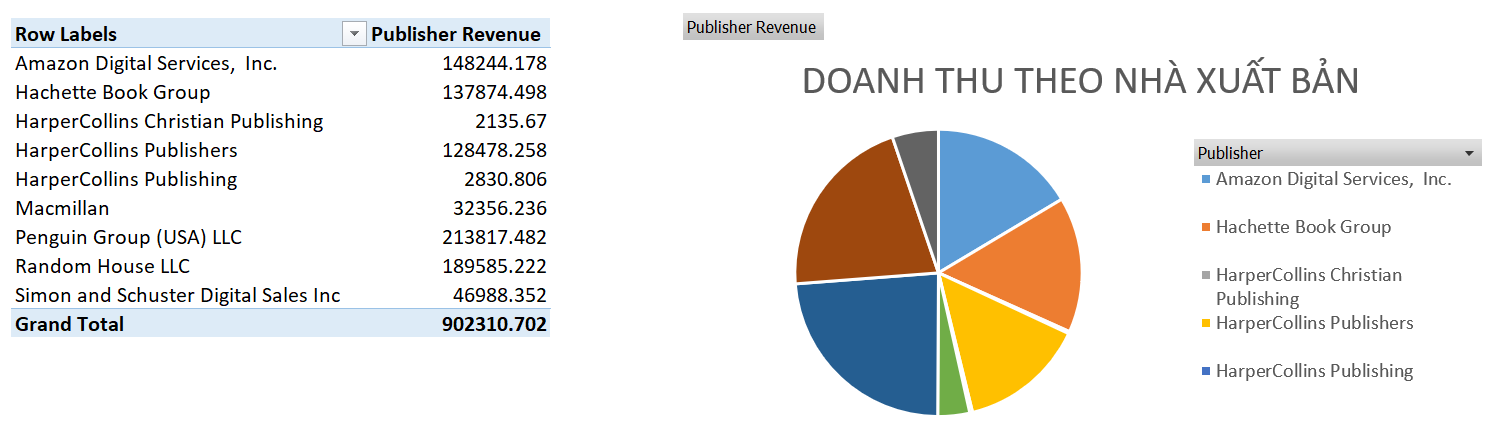 Row Labels Publisher Revenue
Amazon Digital Services,  Inc. 148244.178
Hachette Book Group 137874.498
HarperCollins Christian Publishing 2135.67
HarperCollins Publishers 128478.258
HarperCollins Publishing 2830.806
Macmillan 32356.236
Penguin Group (USA) LLC 213817.482
Random House LLC 189585.222
Simon and Schuster Digital Sales Inc 46988.352
Grand Total 902310.702
Publisher Revenue
DOANH THU THEO NHÀ XUẤT BẢN
Publisher
Amazon Digital Services,  Inc.
Hachette Book Group
HarperCollins Christian
Publishing
HarperCollins Publishers
HarperCollins Publishing